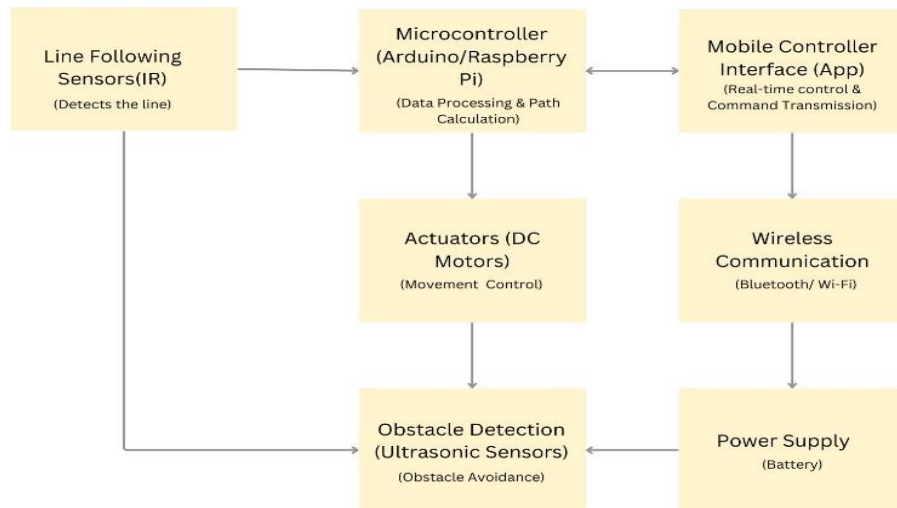 Line Following
Sensors(IR)
(Detects the line)
Microcontroller
(Arduino/Raspberry
Pi)
(Data Processing & Path
Calculation)
Mobile Controller
Interface (App)
(Real-time control &
Command Transmission)
Actuators (DC
Motors)
(Movement Control)
Wireless
Communication
(Bluetooth/ Wi-Fi)
Obstacle Detection
(Ultrasonic Sensors)
(Obstacle Avoidance)
Power Supply
(Battery)